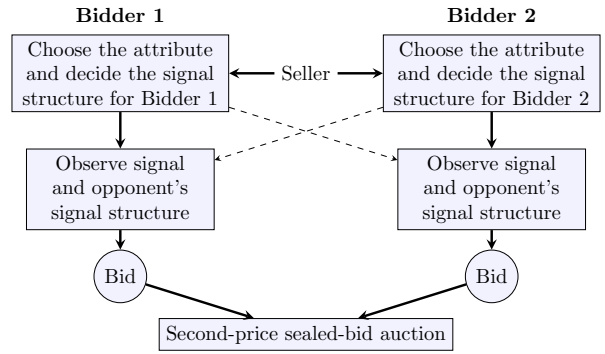 Bidder 1
Bidder 2
Choose the attribute
and decide the signal
structure for Bidder 1
Seller
Choose the attribute
and decide the signal
structure for Bidder 2
Observe signal
and opponent's
signal structure
Observe signal
and opponent's
signal structure
Bid
Bid
Second-price sealed-bid auction